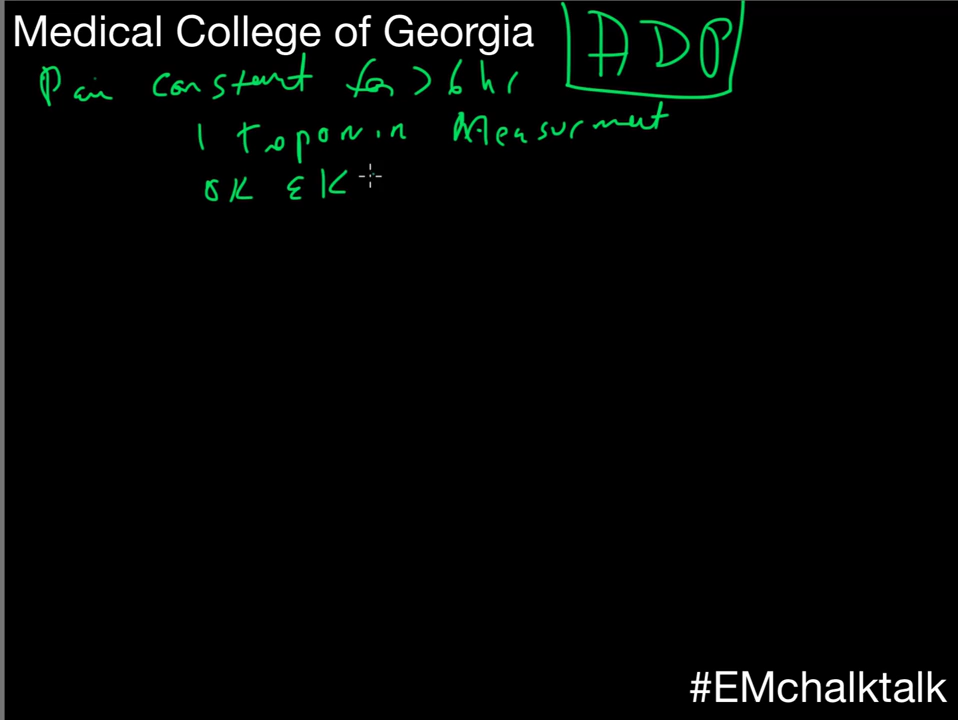 Medical College of Georgia
ADP
Pain constant for > 6 hr
1 troponin Measurment
OK EK
#EMchalktalk